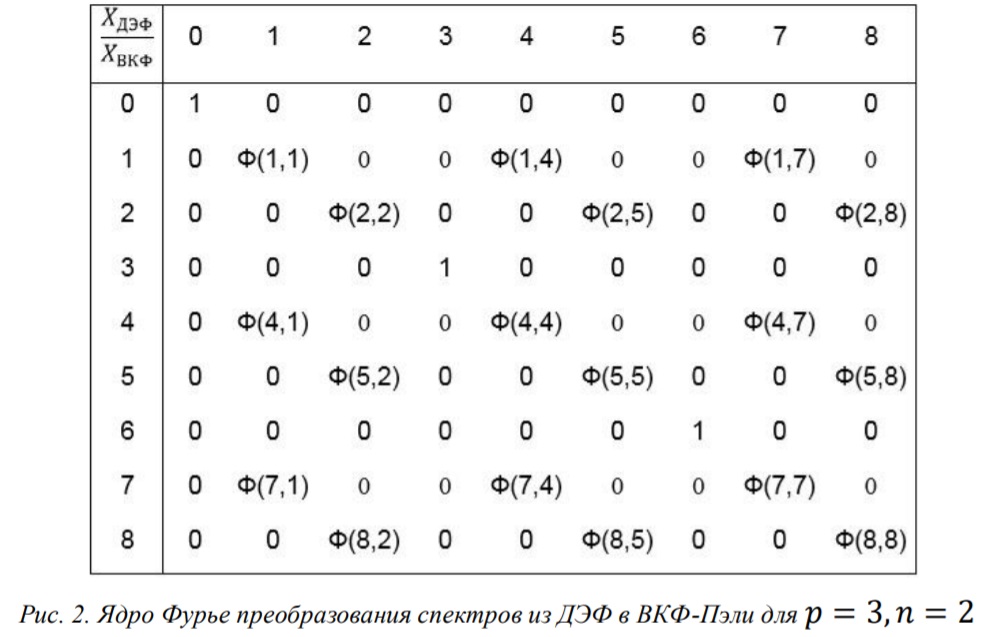 X_ДЭФ / X_ВКФ 0 1 2 3 4 5 6 7 8
0 1 0 0 0 0 0 0 0 0
1 0 Φ(1,1) 0 0 Φ(1,4) 0 0 Φ(1,7) 0
2 0 0 Φ(2,2) 0 0 Φ(2,5) 0 0 Φ(2,8)
3 0 0 0 1 0 0 0 0 0
4 0 Φ(4,1) 0 0 Φ(4,4) 0 0 Φ(4,7) 0
5 0 0 Φ(5,2) 0 0 Φ(5,5) 0 0 Φ(5,8)
6 0 0 0 0 0 0 1 0 0
7 0 Φ(7,1) 0 0 Φ(7,4) 0 0 Φ(7,7) 0
8 0 0 Φ(8,2) 0 0 Φ(8,5) 0 0 Φ(8,8)
Рис. 2. Ядро Фурье преобразования спектров из ДЭФ в ВКФ-Пэли для p = 3, n = 2